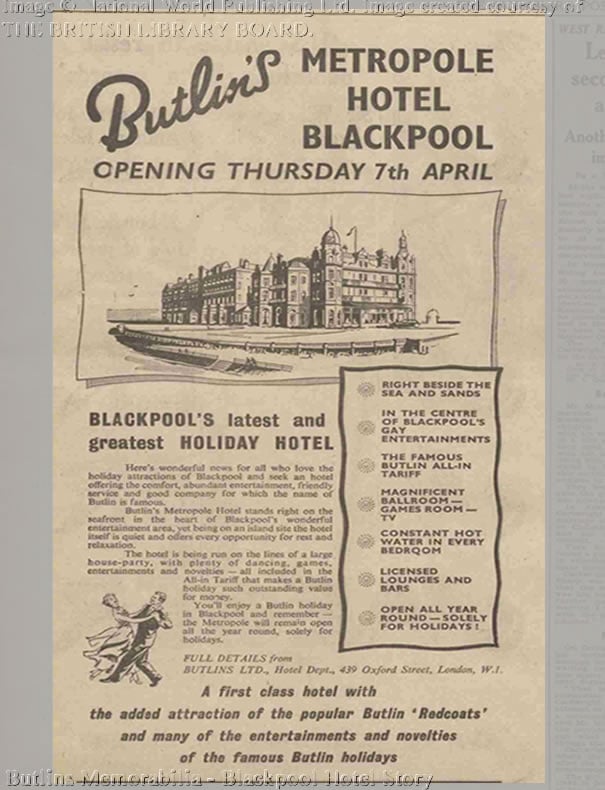 Image © National World Publishing Ltd. Image created courtesy of
THE BRITISH LIBRARY BOARD.
Butlin's
METROPOLE
HOTEL
BLACKPOOL
OPENING THURSDAY 7th APRIL
BLACKPOOL'S latest and
greatest HOLIDAY HOTEL
Here's wonderful news for all who love the
holiday attractions of Blackpool and seek an hotel
offering the comfort, abundant entertainment, friendly
service and good company for which the name of
Butlin is famous.
Butlin's Metropole Hotel stands right on the
seafront in the heart of Blackpool's wonderful
entertainment area, yet being on an island site the hotel
itself is quiet and offers every opportunity for rest and
relaxation.
The hotel is being run on the lines of a large
house-party, with plenty of dancing, games,
entertainments and novelties — all included in the
All-in Tariff that makes a Butlin
holiday such outstanding value
for money.
You'll enjoy a Butlin holiday
in Blackpool and remember —
the Metropole will remain open
all the year round, solely for
holidays.
RIGHT BESIDE THE
SEA AND SANDS
IN THE CENTRE
OF BLACKPOOL'S
GAY
ENTERTAINMENTS
THE FAMOUS
BUTLIN ALL-IN
TARIFF
MAGNIFICENT
BALLROOM —
GAMES ROOM —
TV
CONSTANT HOT
WATER IN EVERY
BEDROOM
LICENSED
LOUNGES AND
BARS
OPEN ALL YEAR
ROUND — SOLELY
FOR HOLIDAYS !
FULL DETAILS from
BUTLINS LTD., Hotel Dept., 439 Oxford Street, London, W.1.
A first class hotel with
the added attraction of the popular Butlin 'Redcoats'
and many of the entertainments and novelties
of the famous Butlin holidays
Butlins Memorabilia - Blackpool Hotel Story